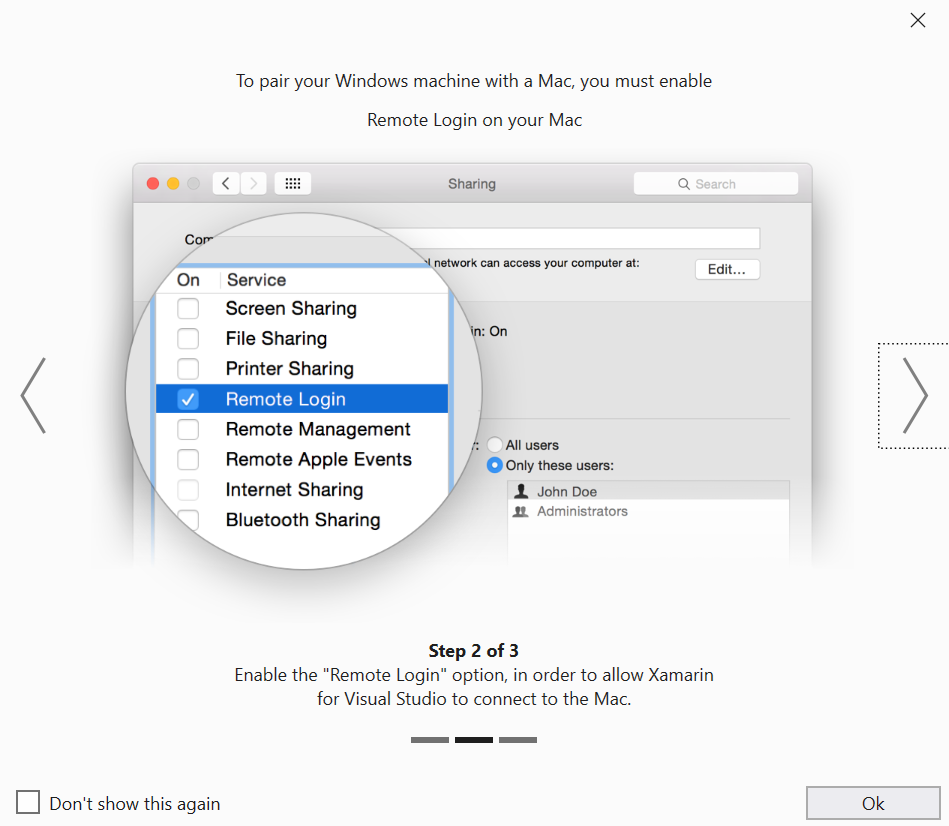 To pair your Windows machine with a Mac, you must enable
Remote Login on your Mac
Sharing
Search
Com
l network can access your computer at:
Edit...
On Service
Screen Sharing
File Sharing
in: On
Printer Sharing
Remote Login
Remote Management
All users
Remote Apple Events
Only these users:
Internet Sharing
John Doe
Administrators
Bluetooth Sharing
Step 2 of 3
Enable the "Remote Login" option, in order to allow Xamarin
for Visual Studio to connect to the Mac.
Don't show this again
Ok